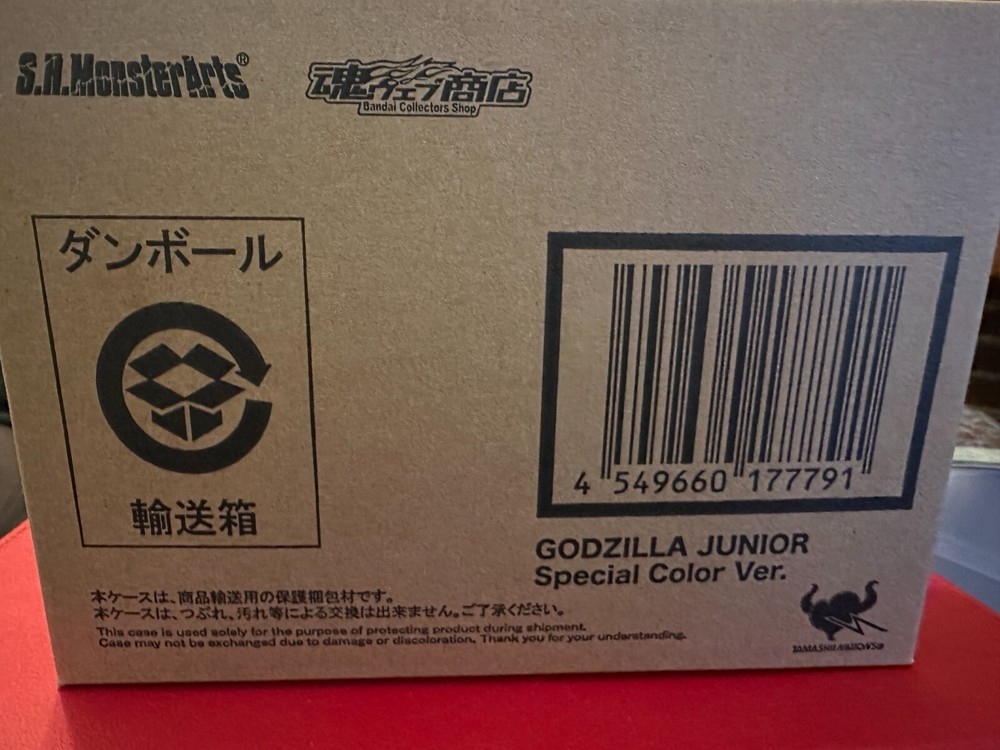 S.H.MonsterArts®
魂ウェブ商店
Bandai Collectors Shop
ダンボール
輸送箱
4 549660 177791
GODZILLA JUNIOR
Special Color Ver.
本ケースは、商品輸送用の保護梱包材です。
本ケースは、つぶれ、汚れ等による交換は出来ません。ご了承ください。
This case is used solely for the purpose of protecting product during shipment.
Case may not be exchanged due to damage or discoloration. Thank you for your understanding.
TAMASHII NATIONS®